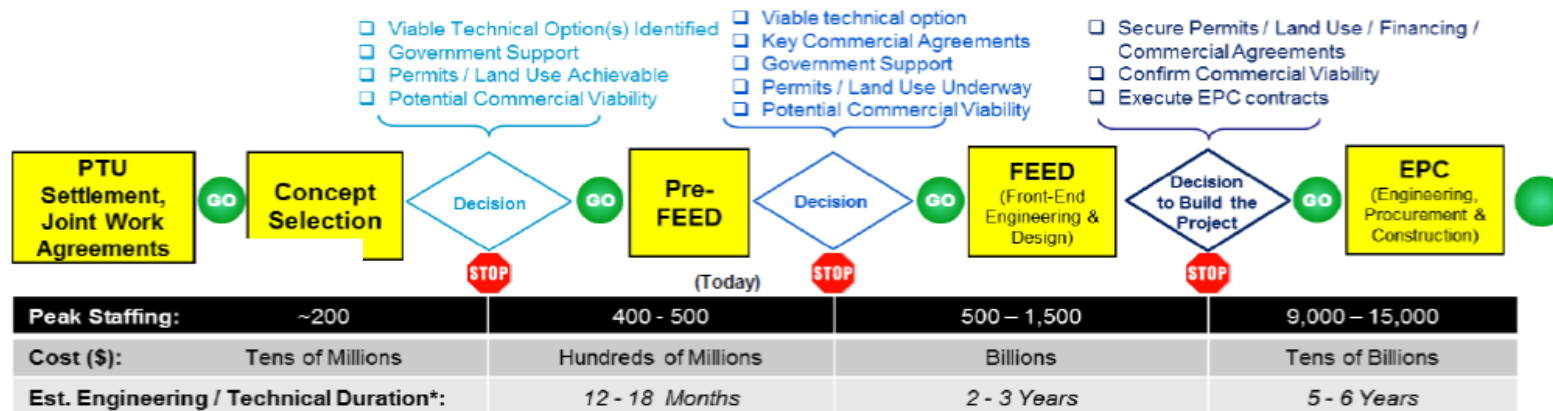 ❑ Viable Technical Option(s) Identified
❑ Government Support
❑ Permits / Land Use Achievable
❑ Potential Commercial Viability
❑ Viable technical option
❑ Key Commercial Agreements
❑ Government Support
❑ Permits / Land Use Underway
❑ Potential Commercial Viability
❑ Secure Permits / Land Use / Financing /
Commercial Agreements
❑ Confirm Commercial Viability
❑ Execute EPC contracts
PTU
Settlement,
Joint Work
Agreements
GO
Concept
Selection
Decision
STOP
GO
Pre-
FEED
(Today)
Decision
STOP
GO
FEED
(Front-End
Engineering &
Design)
Decision
to Build the
Project
STOP
GO
EPC
(Engineering,
Procurement &
Construction)
Peak Staffing: ~200 400 - 500 500 – 1,500 9,000 – 15,000
Cost ($): Tens of Millions Hundreds of Millions Billions Tens of Billions
Est. Engineering / Technical Duration*: 12 - 18 Months 2 - 3 Years 5 - 6 Years